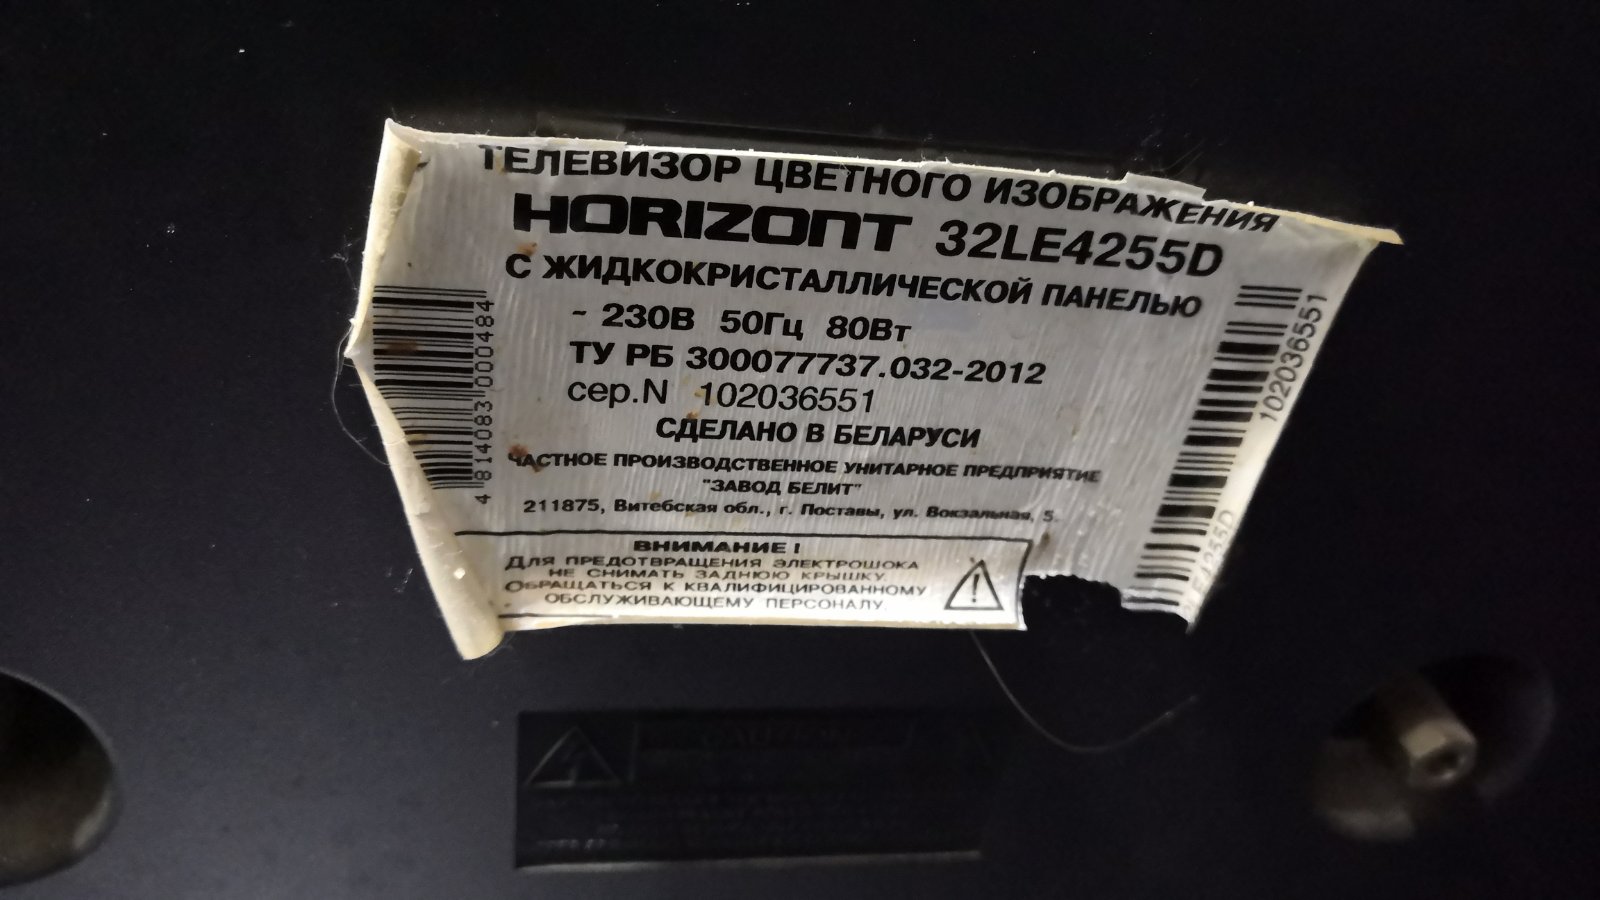 ТЕЛЕВИЗОР ЦВЕТНОГО ИЗОБРАЖЕНИЯ
HORIZONT 32LE4255D
С ЖИДКОКРИСТАЛЛИЧЕСКОЙ ПАНЕЛЬЮ
~ 230В 50Гц 80Вт
ТУ РБ 300077737.032-2012
сер.N 102036551
СДЕЛАНО В БЕЛАРУСИ
ЧАСТНОЕ ПРОИЗВОДСТВЕННОЕ УНИТАРНОЕ ПРЕДПРИЯТИЕ
"ЗАВОД БЕЛИТ"
211875, Витебская обл., г. Поставы, ул. Вокзальная, 5.
ВНИМАНИЕ !
ДЛЯ ПРЕДОТВРАЩЕНИЯ ЭЛЕКТРОШОКА
НЕ СНИМАТЬ ЗАДНЮЮ КРЫШКУ.
ОБРАЩАТЬСЯ К КВАЛИФИЦИРОВАННОМУ
ОБСЛУЖИВАЮЩЕМУ ПЕРСОНАЛУ.
4 814083 000484
102036551